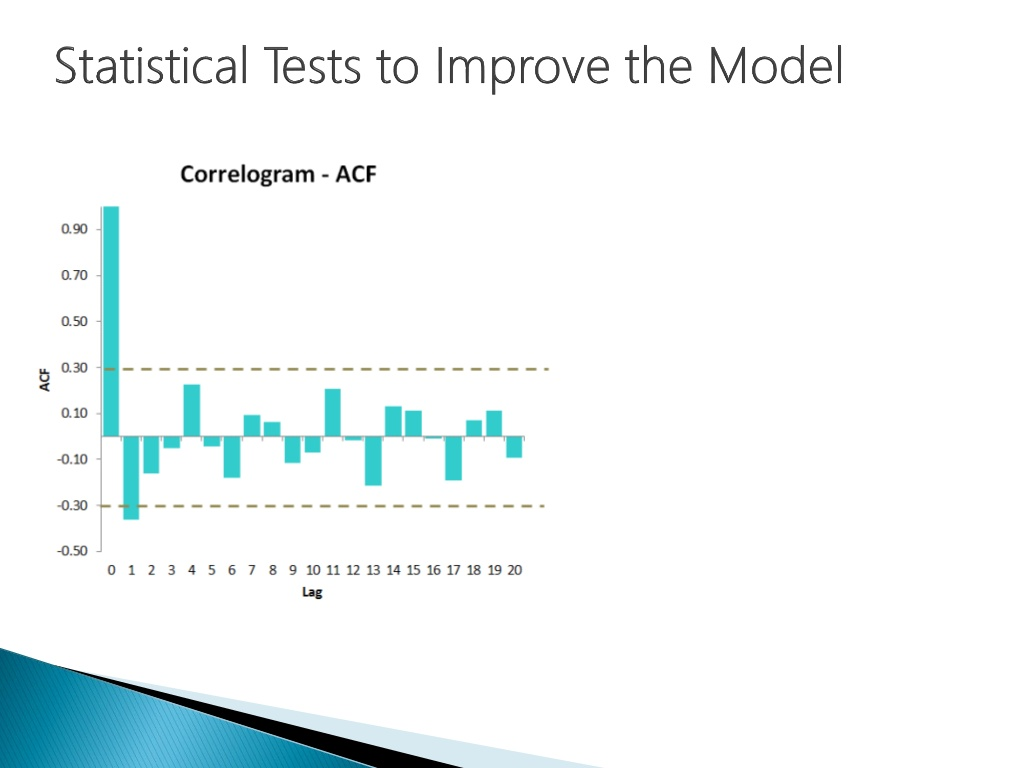 Statistical Tests to Improve the Model
Correlogram - ACF
0.90
0.70
0.50
0.30
0.10
-0.10
-0.30
-0.50
ACF
0 1 2 3 4 5 6 7 8 9 10 11 12 13 14 15 16 17 18 19 20
Lag